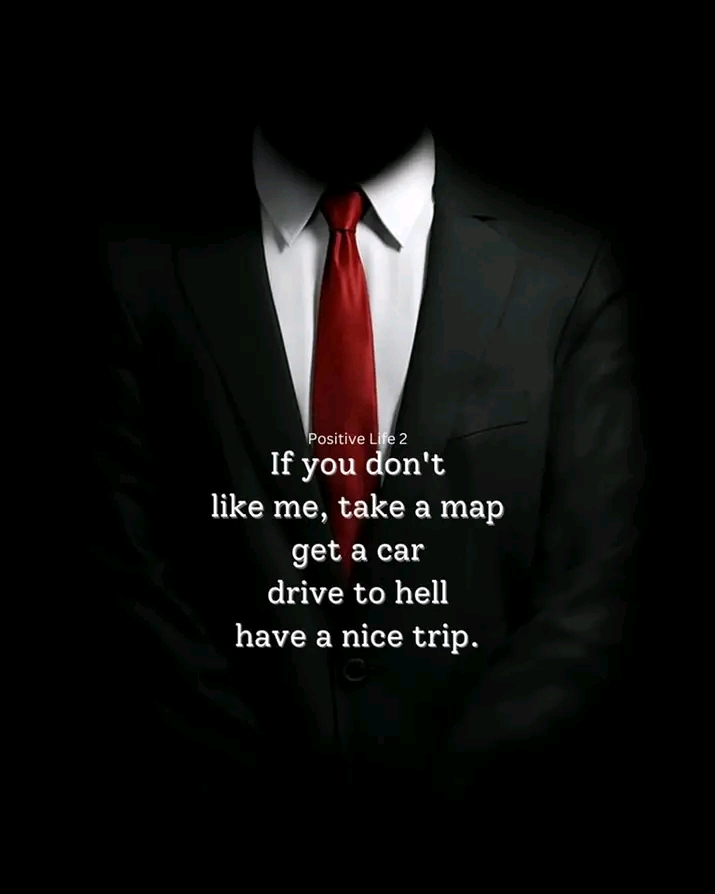 Positive Life 2
If you don't
like me, take a map
get a car
drive to hell
have a nice trip.